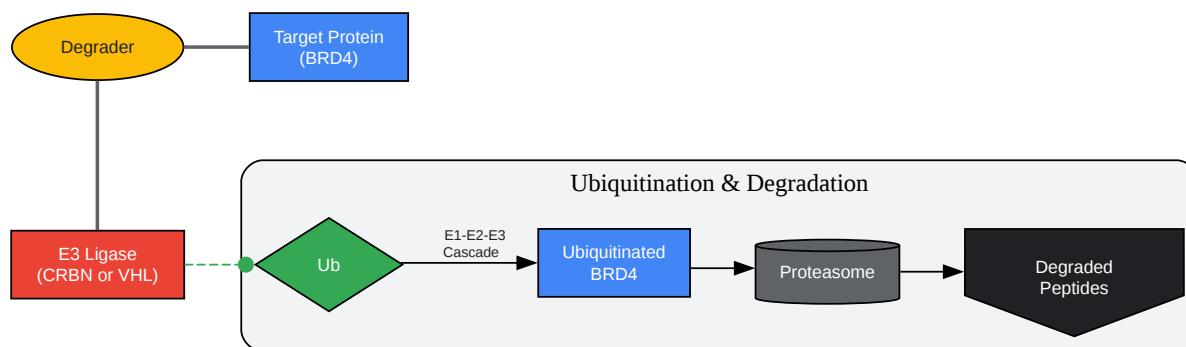 Degrader
Target Protein
(BRD4)
Ubiquitination & Degradation
E3 Ligase
(CRBN or VHL)
Ub
E1-E2-E3
Cascade
Ubiquitinated
BRD4
Proteasome
Degraded
Peptides